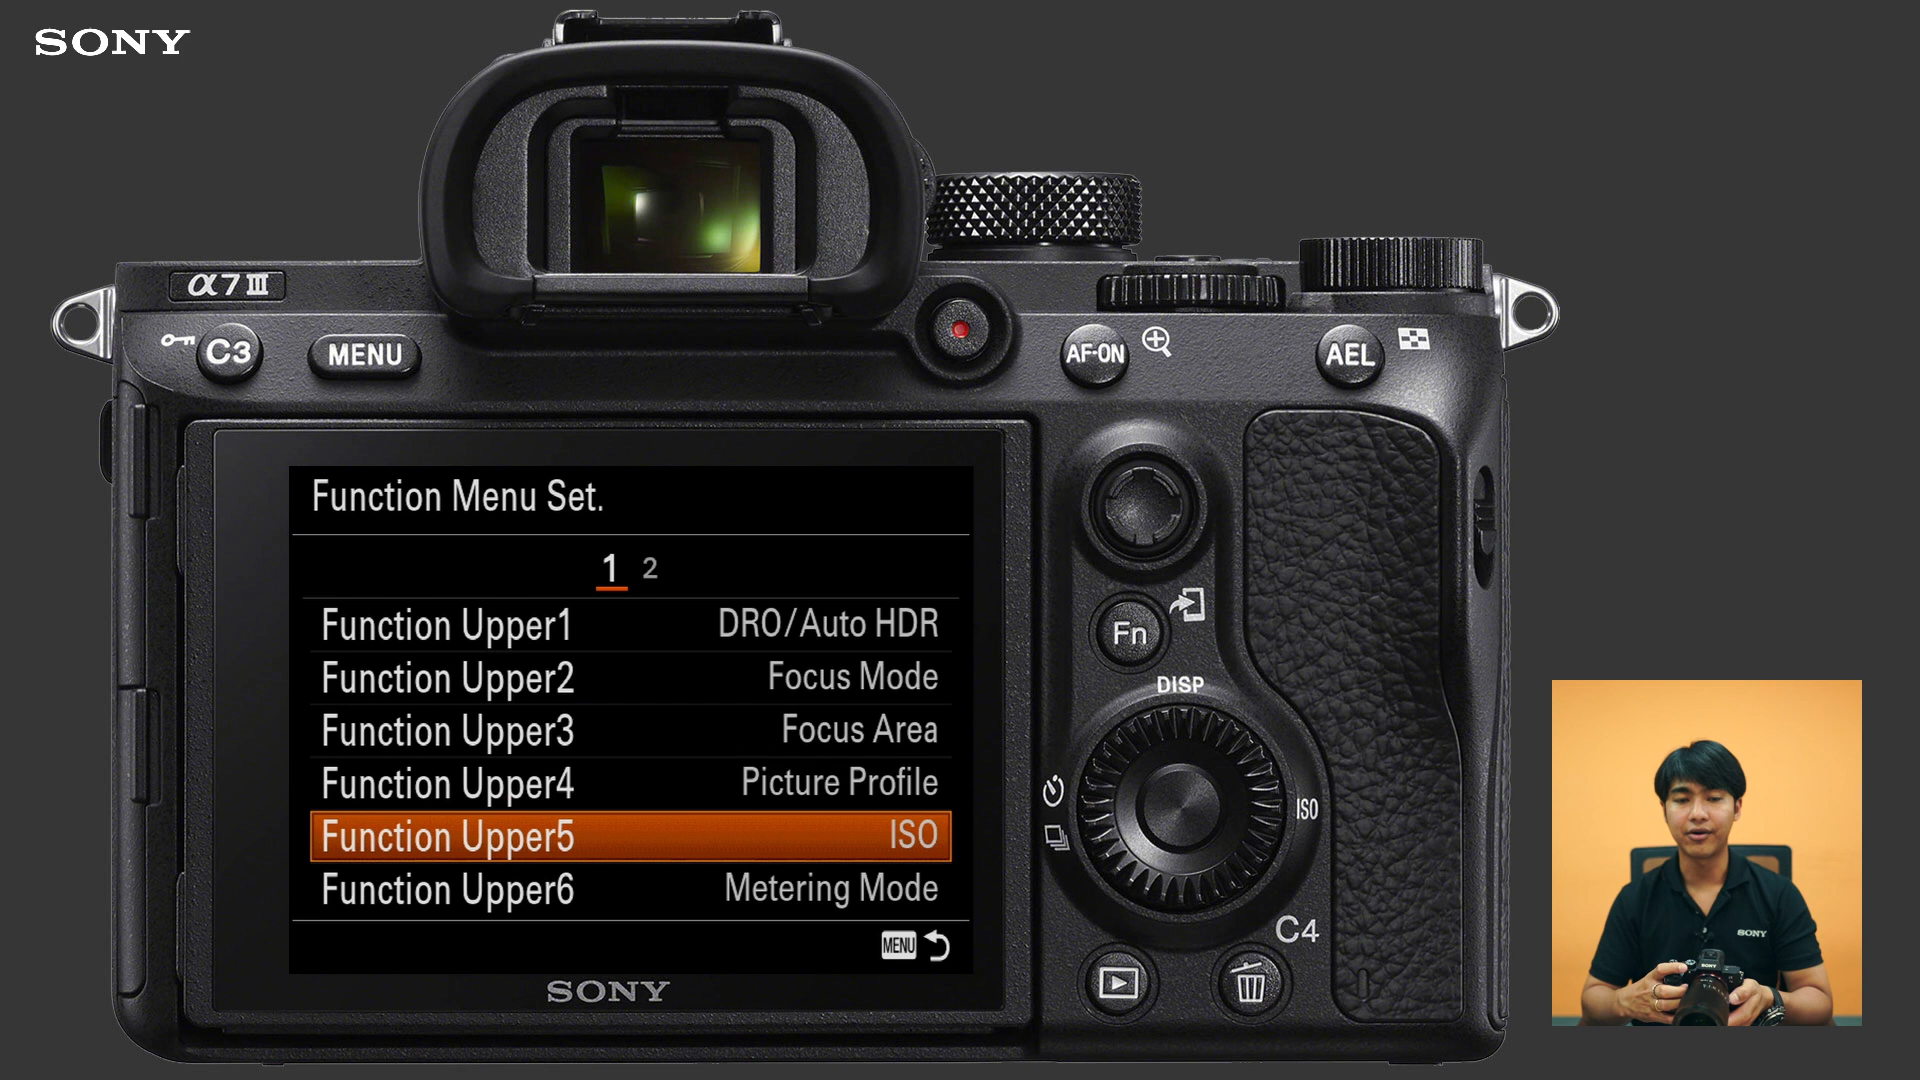 SONY
α7III
C3
MENU
AF-ON
AEL
Function Menu Set.
1 2
Function Upper1 DRO/Auto HDR
Function Upper2 Focus Mode
Function Upper3 Focus Area
Function Upper4 Picture Profile
Function Upper5 ISO
Function Upper6 Metering Mode
MENU
SONY
Fn
DISP
ISO
C4
SONY
SONY